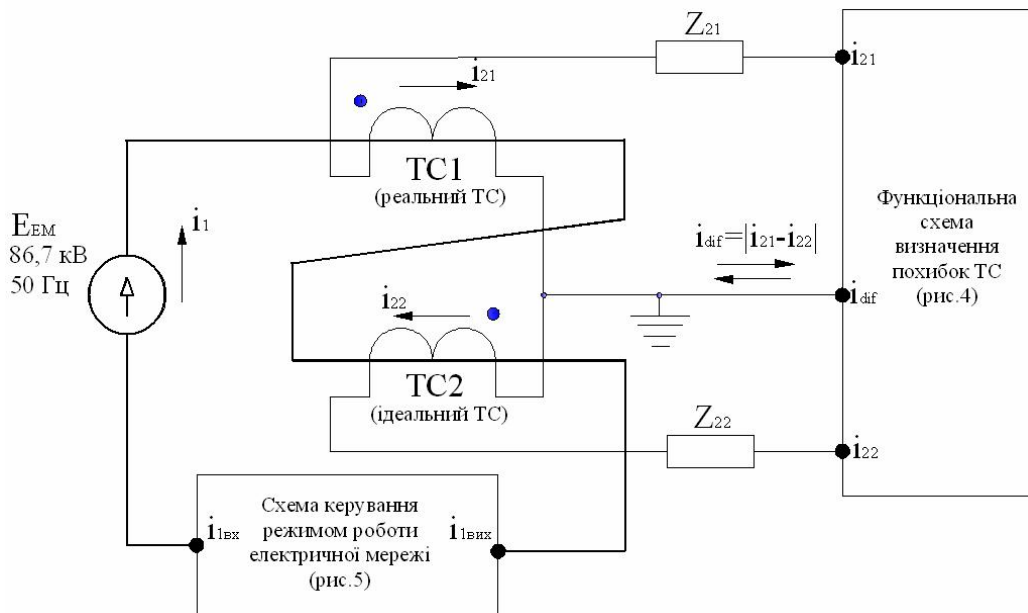 Z21
i21
i21
TC1
(реальний ТС)
EЕМ
86,7 кВ
50 Гц
i1
Функціональна
схема
визначення
похибок ТС
(рис.4)
idif=|i21-i22|
idif
i22
TC2
(ідеальний ТС)
Z22
i22
Схема керування
режимом роботи
електричної мережі
(рис.5)
i1вх
i1вих